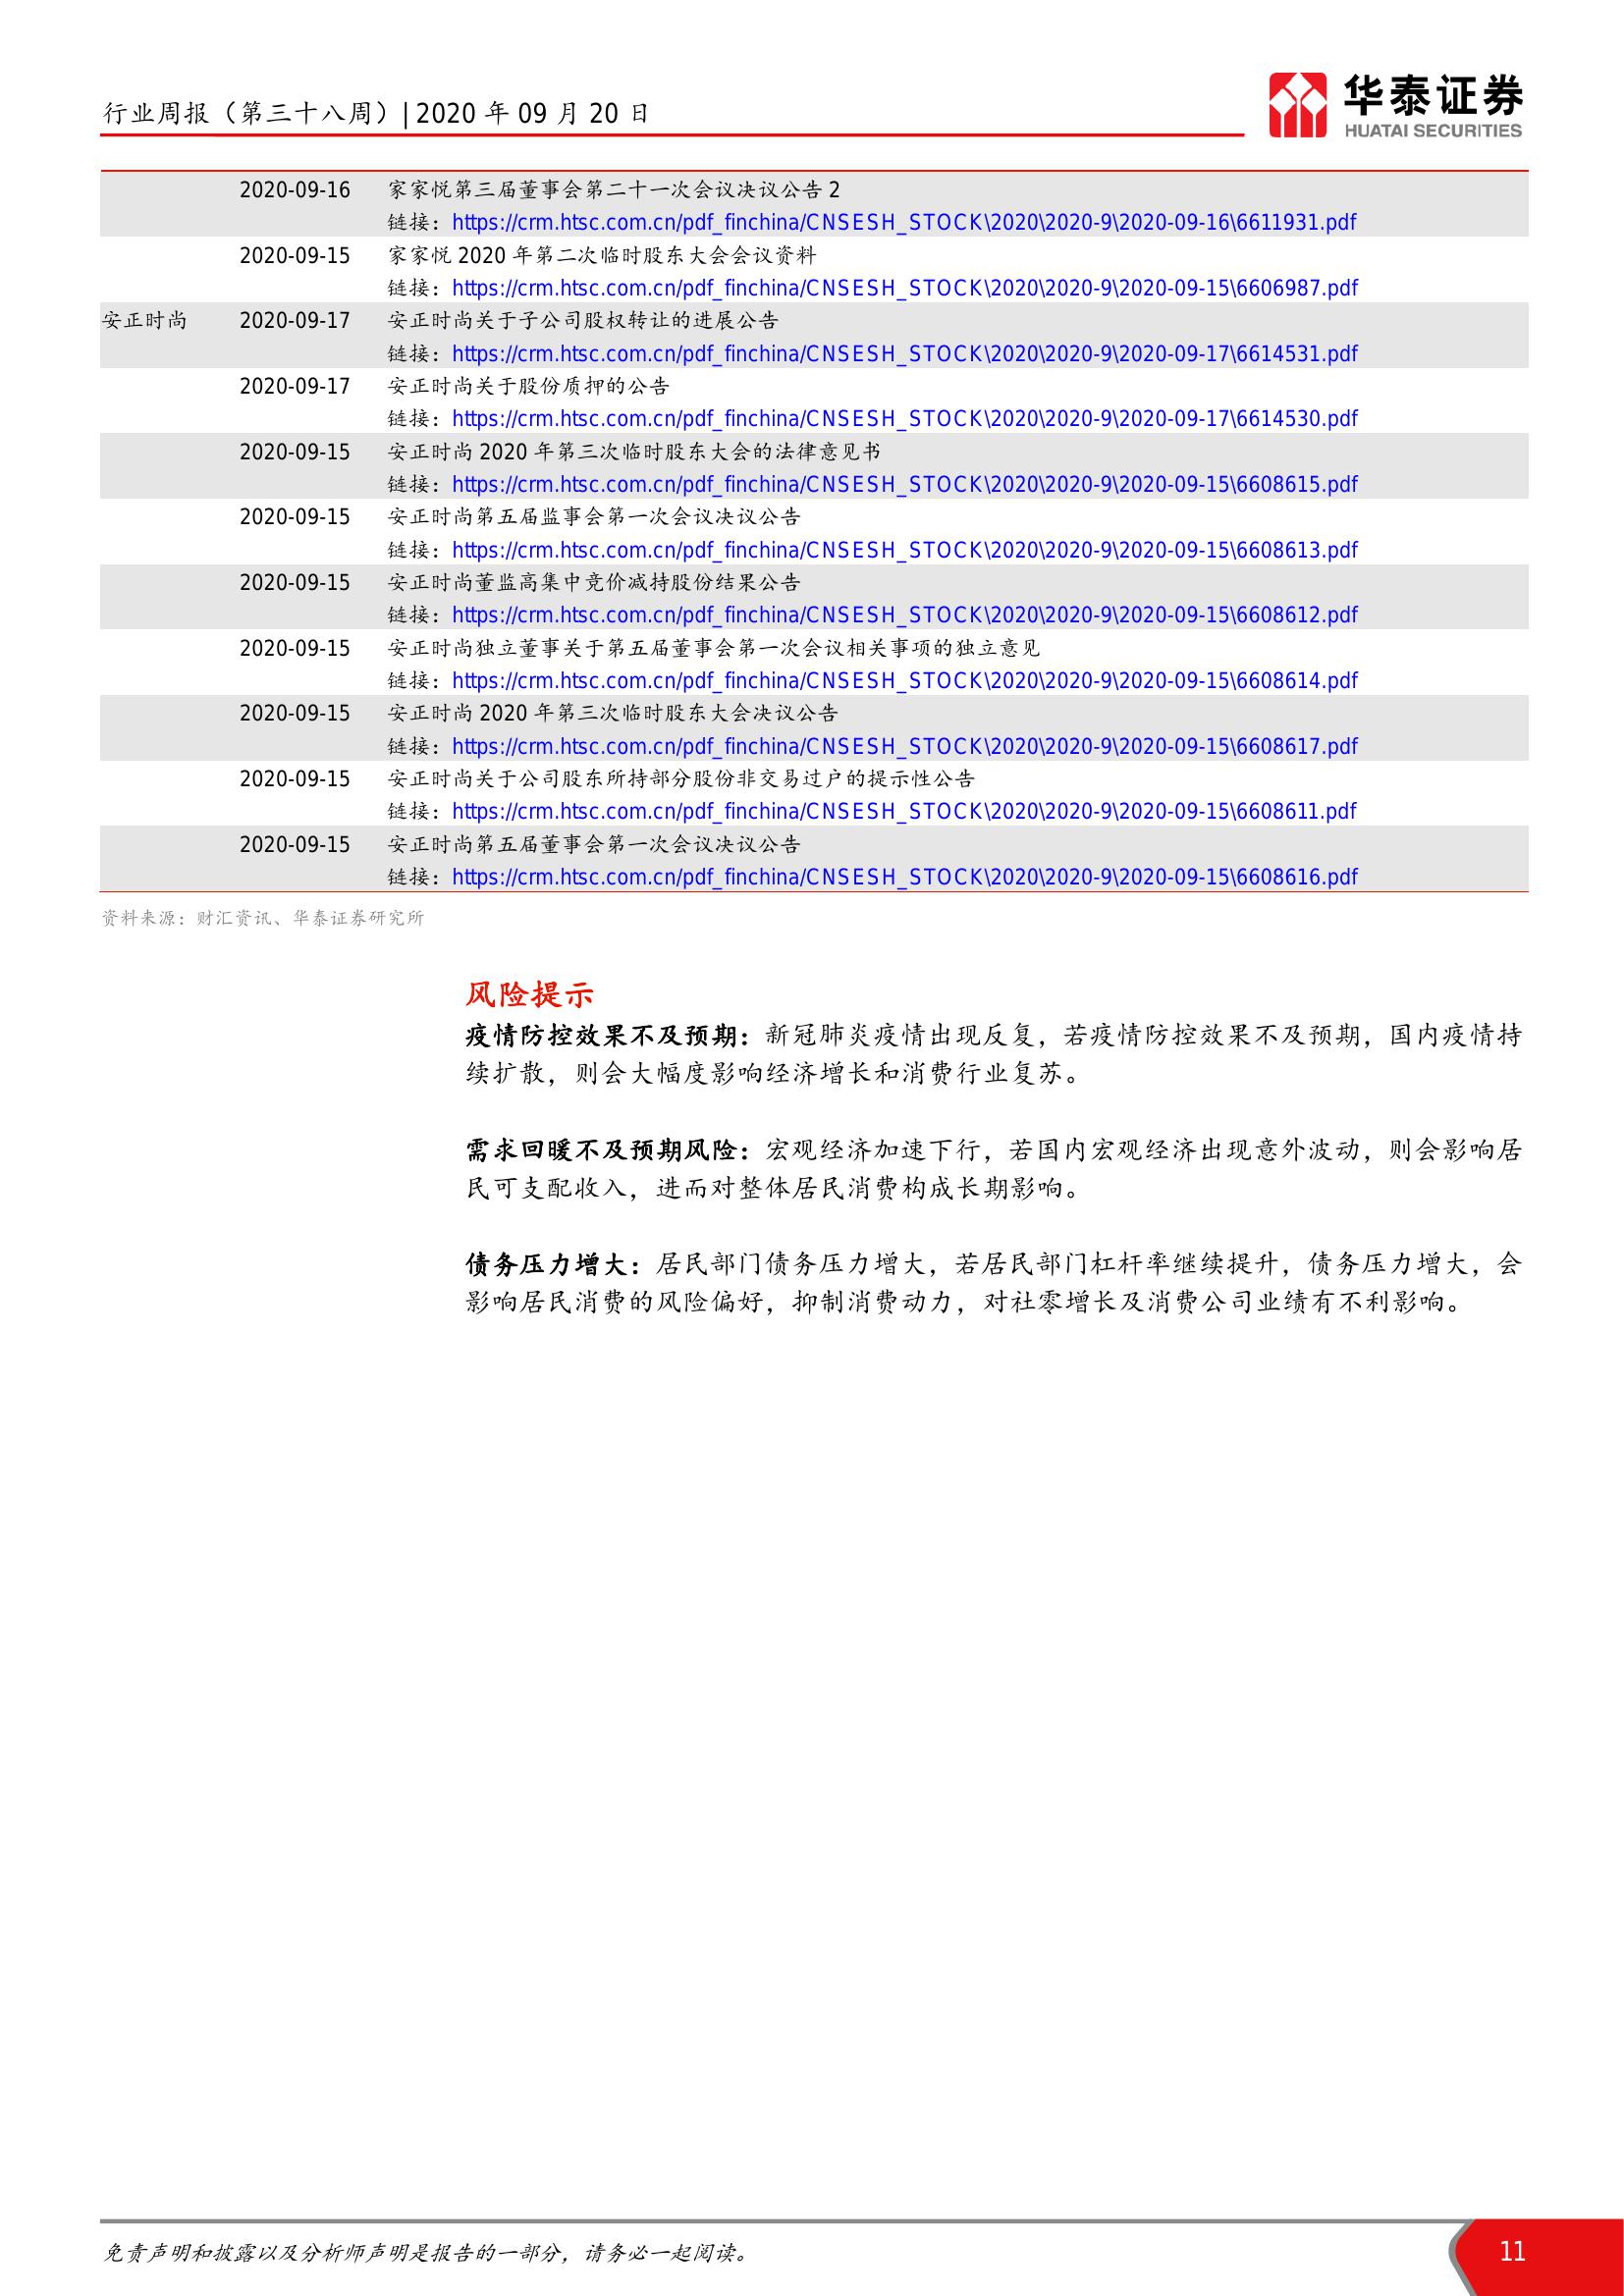 行业周报（第三十八周）| 2020 年 09 月 20 日
华泰证券
HUATAI SECURITIES
2020-09-16 家家悦第三届董事会第二十一次会议决议公告 2
链接：https://crm.htsc.com.cn/pdf_finchina/CNSESH_STOCK\2020\2020-9\2020-09-16\6611931.pdf
2020-09-15 家家悦 2020 年第二次临时股东大会会议资料
链接：https://crm.htsc.com.cn/pdf_finchina/CNSESH_STOCK\2020\2020-9\2020-09-15\6606987.pdf
安正时尚 2020-09-17 安正时尚关于子公司股权转让的进展公告
链接：https://crm.htsc.com.cn/pdf_finchina/CNSESH_STOCK\2020\2020-9\2020-09-17\6614531.pdf
2020-09-17 安正时尚关于股份质押的公告
链接：https://crm.htsc.com.cn/pdf_finchina/CNSESH_STOCK\2020\2020-9\2020-09-17\6614530.pdf
2020-09-15 安正时尚 2020 年第三次临时股东大会的法律意见书
链接：https://crm.htsc.com.cn/pdf_finchina/CNSESH_STOCK\2020\2020-9\2020-09-15\6608615.pdf
2020-09-15 安正时尚第五届监事会第一次会议决议公告
链接：https://crm.htsc.com.cn/pdf_finchina/CNSESH_STOCK\2020\2020-9\2020-09-15\6608613.pdf
2020-09-15 安正时尚董监高集中竞价减持股份结果公告
链接：https://crm.htsc.com.cn/pdf_finchina/CNSESH_STOCK\2020\2020-9\2020-09-15\6608612.pdf
2020-09-15 安正时尚独立董事关于第五届董事会第一次会议相关事项的独立意见
链接：https://crm.htsc.com.cn/pdf_finchina/CNSESH_STOCK\2020\2020-9\2020-09-15\6608614.pdf
2020-09-15 安正时尚 2020 年第三次临时股东大会决议公告
链接：https://crm.htsc.com.cn/pdf_finchina/CNSESH_STOCK\2020\2020-9\2020-09-15\6608617.pdf
2020-09-15 安正时尚关于公司股东所持部分股份非交易过户的提示性公告
链接：https://crm.htsc.com.cn/pdf_finchina/CNSESH_STOCK\2020\2020-9\2020-09-15\6608611.pdf
2020-09-15 安正时尚第五届董事会第一次会议决议公告
链接：https://crm.htsc.com.cn/pdf_finchina/CNSESH_STOCK\2020\2020-9\2020-09-15\6608616.pdf
资料来源：财汇资讯、华泰证券研究所
风险提示
疫情防控效果不及预期：新冠肺炎疫情出现反复，若疫情防控效果不及预期，国内疫情持
续扩散，则会大幅度影响经济增长和消费行业复苏。
需求回暖不及预期风险：宏观经济加速下行，若国内宏观经济出现意外波动，则会影响居
民可支配收入，进而对整体居民消费构成长期影响。
债务压力增大：居民部门债务压力增大，若居民部门杠杆率继续提升，债务压力增大，会
影响居民消费的风险偏好，抑制消费动力，对社零增长及消费公司业绩有不利影响。
免责声明和披露以及分析师声明是报告的一部分，请务必一起阅读。
11